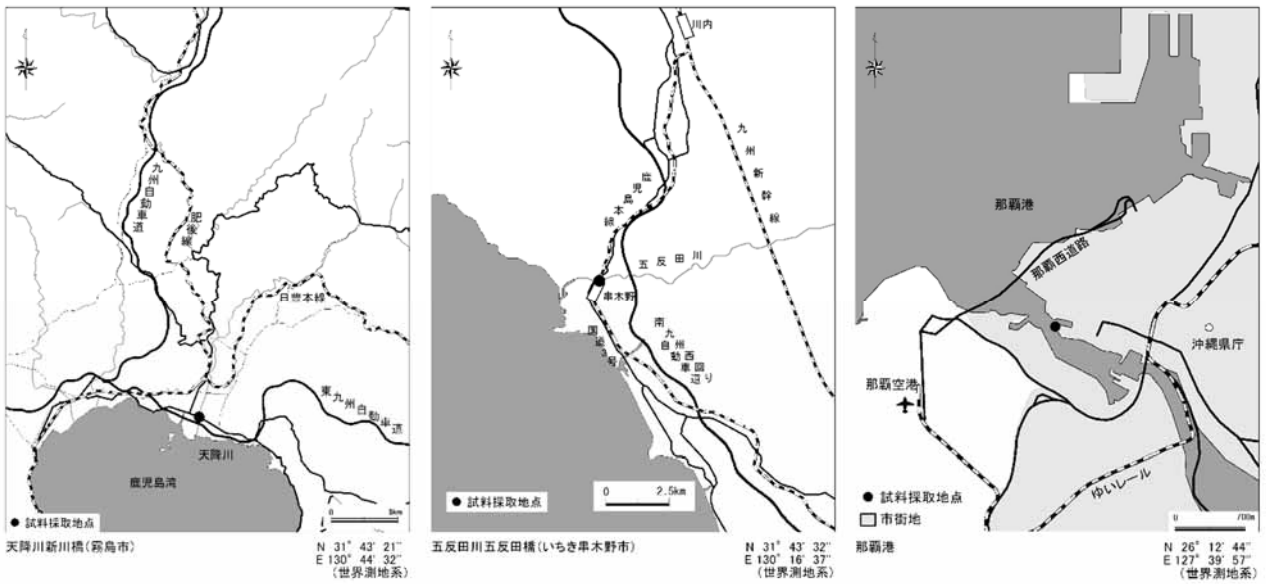 九州自動車道
肥後線
日豊本線
東九州自動車道
天降川
鹿児島湾
● 試料採取地点
天降川新川橋(霧島市)
N 31° 43′ 21″
E 130° 44′ 32″
(世界測地系)
川内
九州新幹線
鹿児島本線
五反田川
串木野
国道3号
南九州西回り
自動車道
● 試料採取地点
0 2.5km
五反田川五反田橋(いちき串木野市)
N 31° 43′ 32″
E 130° 16′ 37″
(世界測地系)
那覇港
那覇西道路
沖縄県庁
那覇空港
ゆいレール
● 試料採取地点
市街地
0 700m
那覇港
N 26° 12′ 44″
E 127° 39′ 57″
(世界測地系)